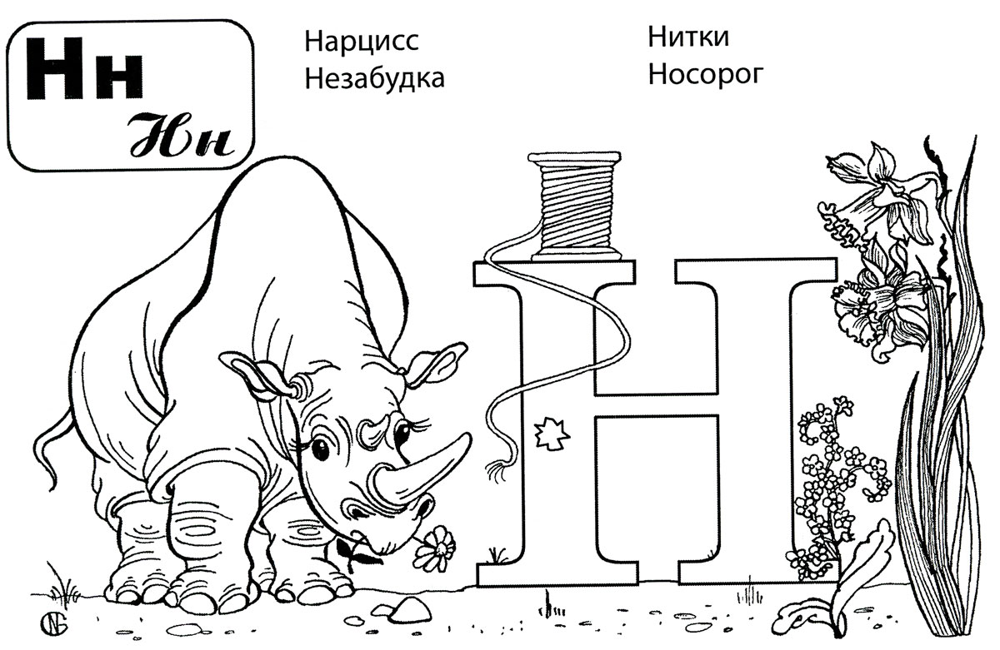 Нн
Нн
Нарцисс
Незабудка
Нитки
Носорог
Н